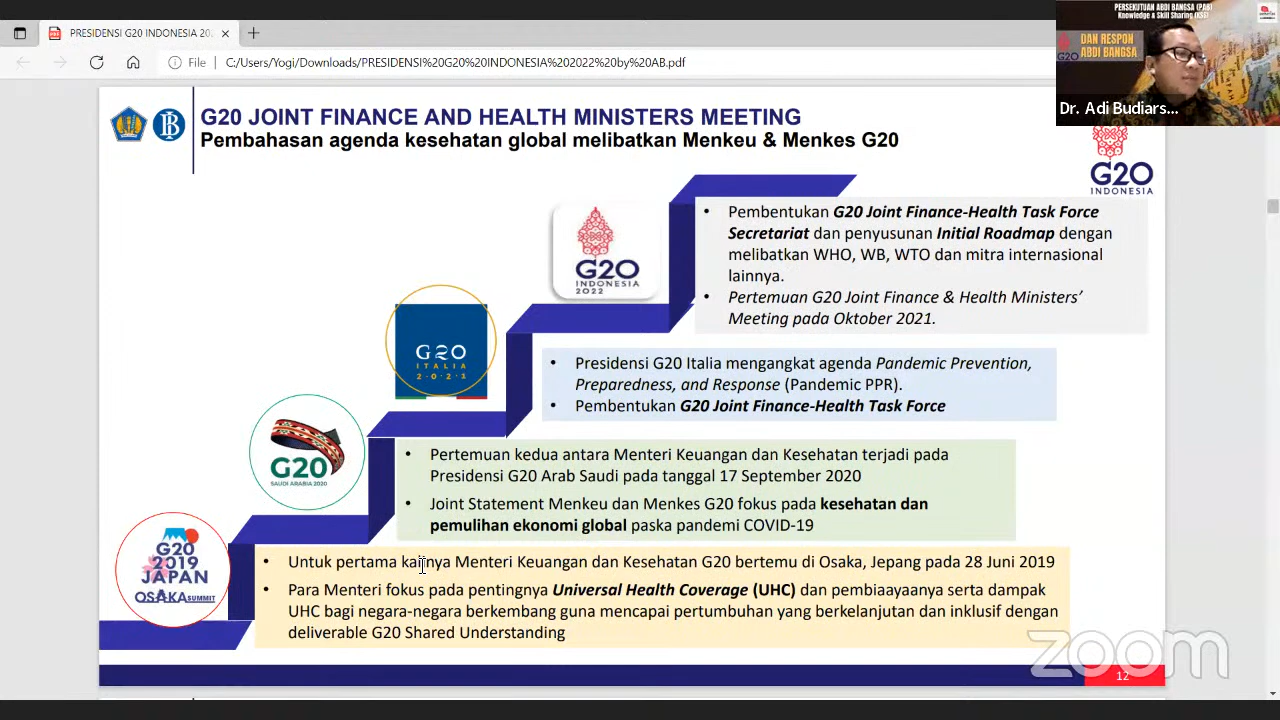 PRESIDENSI G20 INDONESIA 20
File
C:/Users/Yogi/Download
20G20%20INDONESIA%202022%20by%20AB.pdf
PERSEKUTUAN ABDI BANGSA (PAB)
Knowledge & Skill Sharing (KSS)
DAN RESPON
ABDI BANGSA
G20
Dr. Adi Budiars...
G20 JOINT FINANCE AND HEALTH MINISTERS MEETING
Pembahasan agenda kesehatan global melibatkan Menkeu & Menkes G20
G20
INDONESIA
G20
INDONESIA
2022
• Pembentukan G20 Joint Finance-Health Task Force
Secretariat dan penyusunan Initial Roadmap dengan
melibatkan WHO, WB, WTO dan mitra internasional
lainnya.
• Pertemuan G20 Joint Finance & Health Ministers’
Meeting pada Oktober 2021.
G20
ITALIA
2·0·2·1
• Presidensi G20 Italia mengangkat agenda Pandemic Prevention,
Preparedness, and Response (Pandemic PPR).
• Pembentukan G20 Joint Finance-Health Task Force
G20
SAUDI ARABIA 2020
• Pertemuan kedua antara Menteri Keuangan dan Kesehatan terjadi pada
Presidensi G20 Arab Saudi pada tanggal 17 September 2020
• Joint Statement Menkeu dan Menkes G20 fokus pada kesehatan dan
pemulihan ekonomi global paska pandemi COVID-19
G20
2019
JAPAN
OSAKA SUMMIT
• Untuk pertama kalinya Menteri Keuangan dan Kesehatan G20 bertemu di Osaka, Jepang pada 28 Juni 2019
• Para Menteri fokus pada pentingnya Universal Health Coverage (UHC) dan pembiaayaanya serta dampak
UHC bagi negara-negara berkembang guna mencapai pertumbuhan yang berkelanjutan dan inklusif dengan
deliverable G20 Shared Understanding
zoom
12